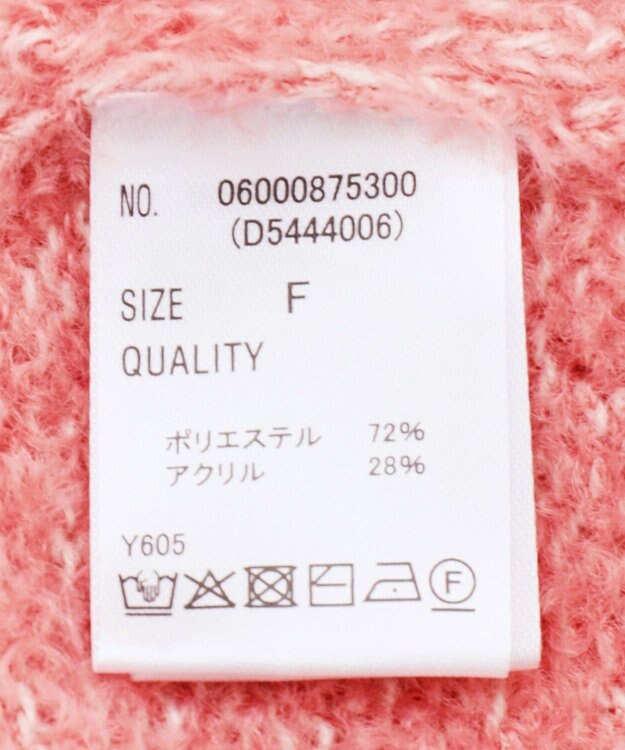 NO. 06000875300
(D5444006)
SIZE F
QUALITY
ポリエステル 72%
アクリル 28%
Y605
F